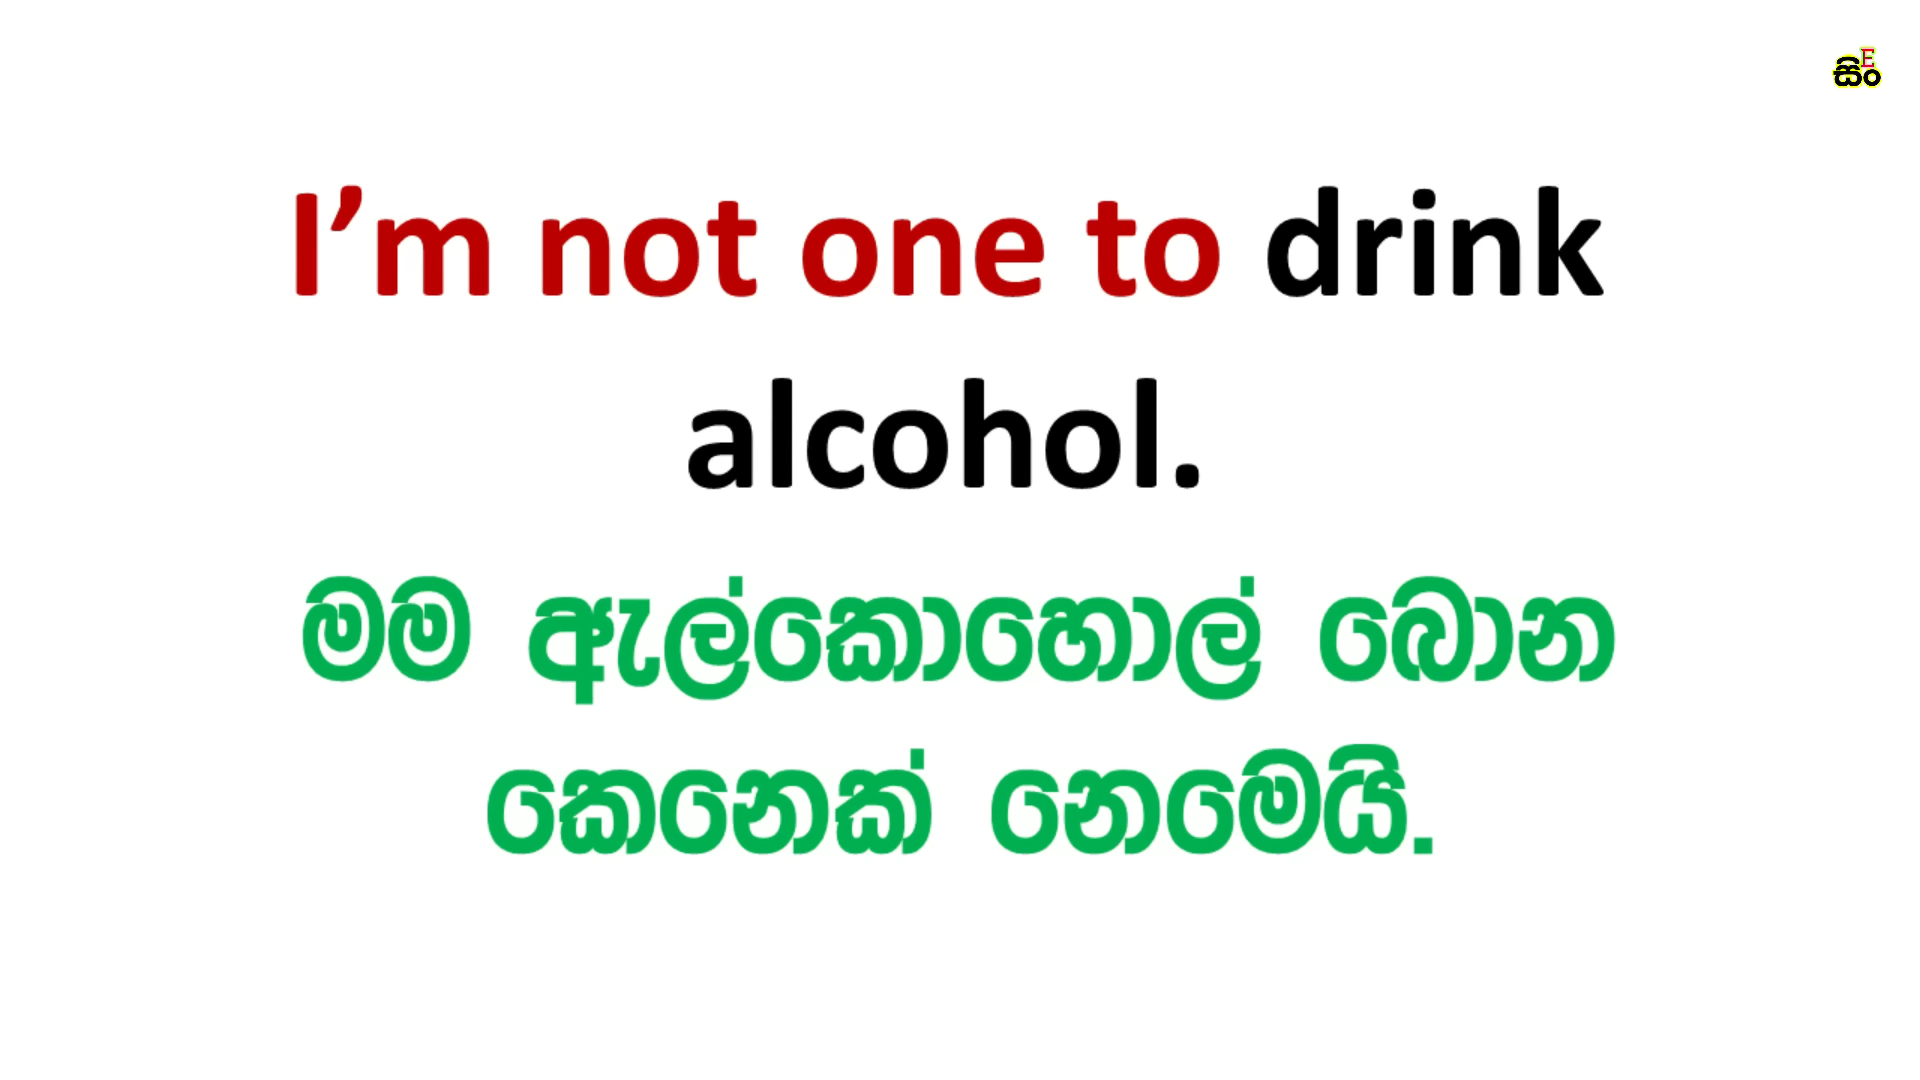 සිං E
I’m not one to drink
alcohol.
මම ඇල්කොහොල් බොන
කෙනෙක් නෙමෙයි.